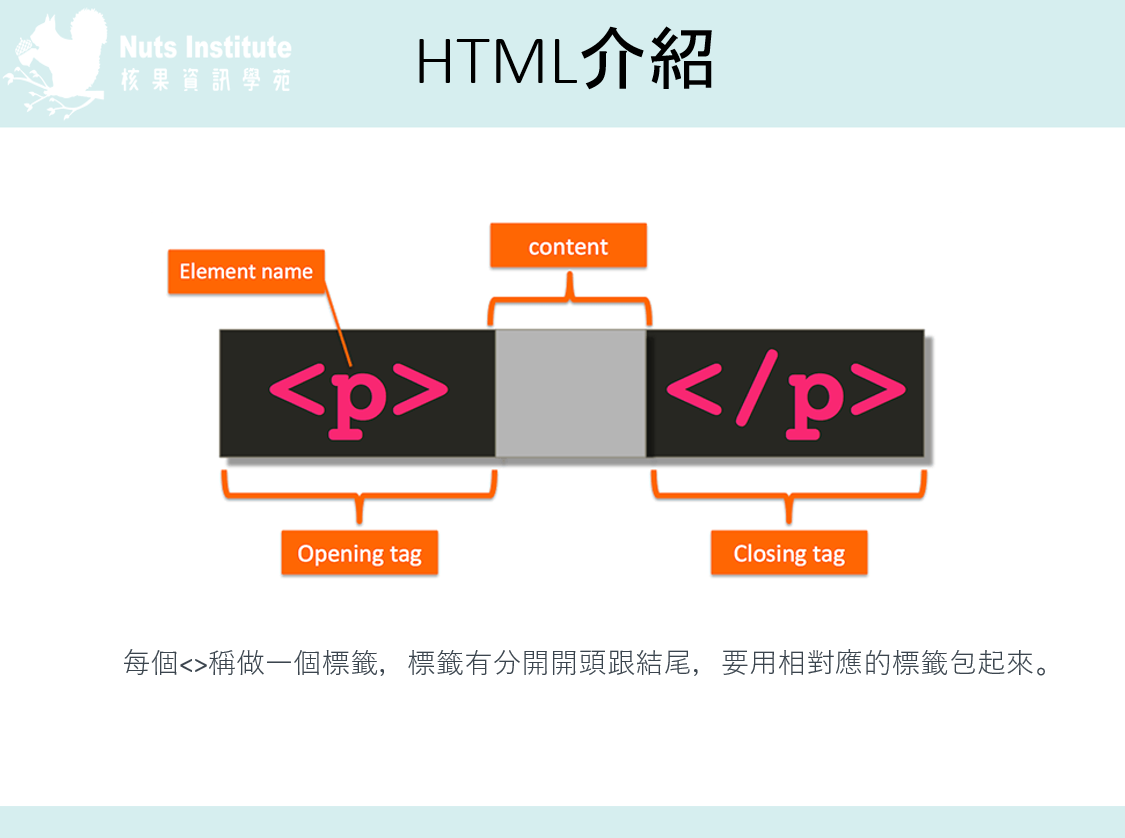 Nuts Institute
核果資訊學苑
HTML介紹
content
Element name
<p>
</p>
Opening tag
Closing tag
每個<>稱做一個標籤，標籤有分開開頭跟結尾，要用相對應的標籤包起來。